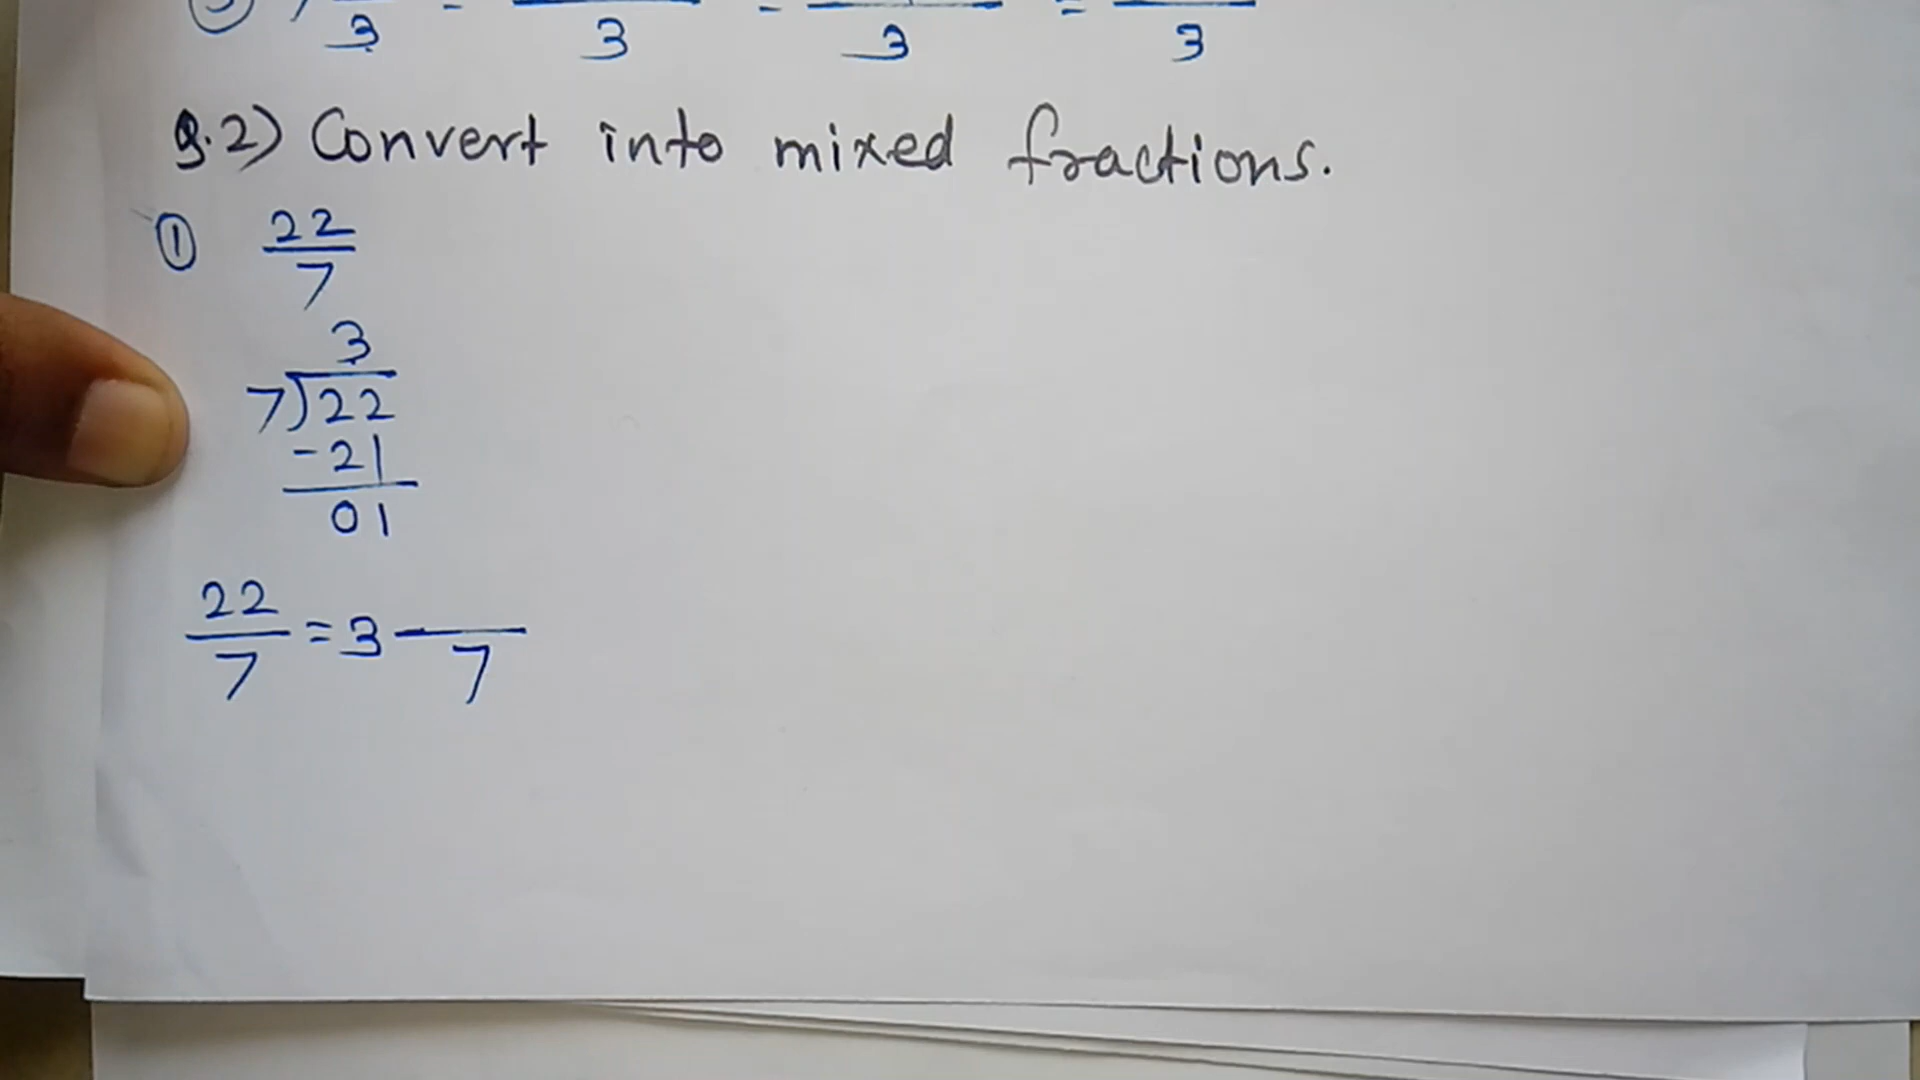 3 - 3 - 3 = 3
Q.2) Convert into mixed fractions.
① 22/7
3
7)22
-21
01
22/7 = 3 _/7